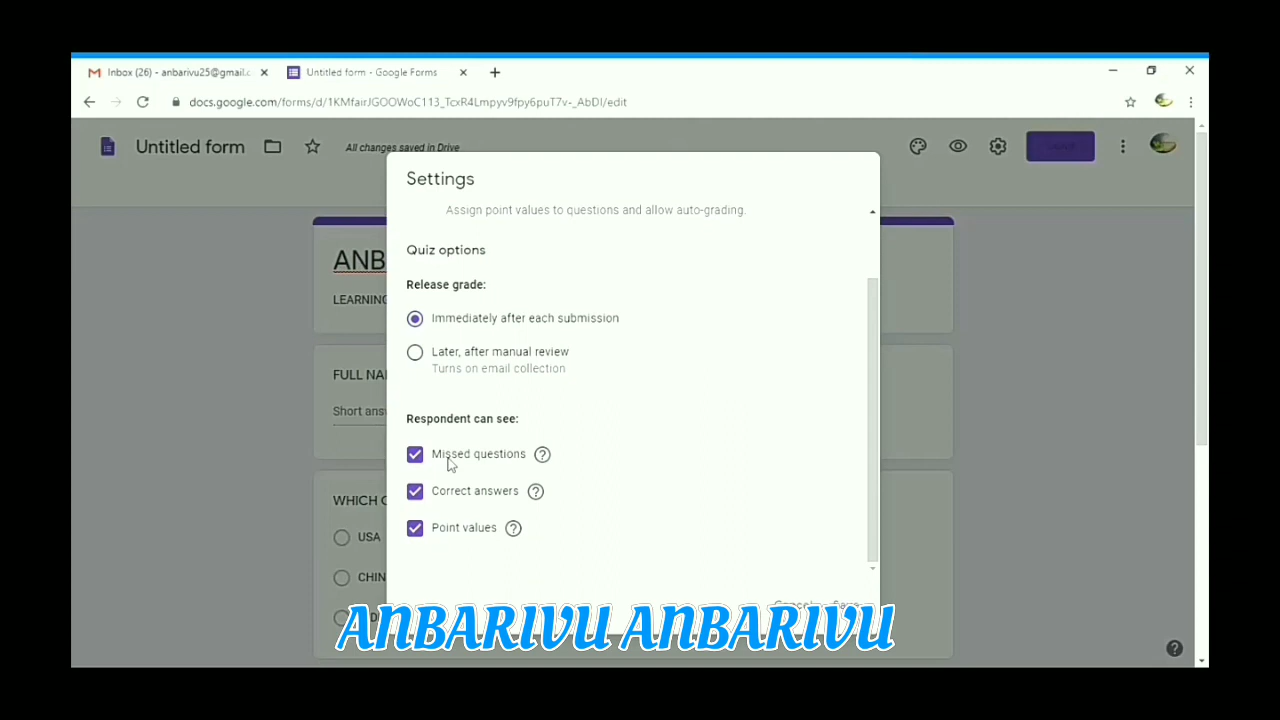 Inbox (26) - anbarivu25@gmail.c
Untitled form - Google Forms
docs.google.com/forms/d/1KMfairJGOOWoC113_TcxR4Lmpyv9fpy6puT7v-_AbDI/edit
Untitled form
All changes saved in Drive
Settings
Assign point values to questions and allow auto-grading.
Quiz options
Release grade:
Immediately after each submission
Later, after manual review
Turns on email collection
Respondent can see:
Missed questions
Correct answers
Point values
ANB
LEARNING
FULL NA
Short ans
WHICH C
USA
CHIN
Cancel Save
ANBARIVU ANBARIVU